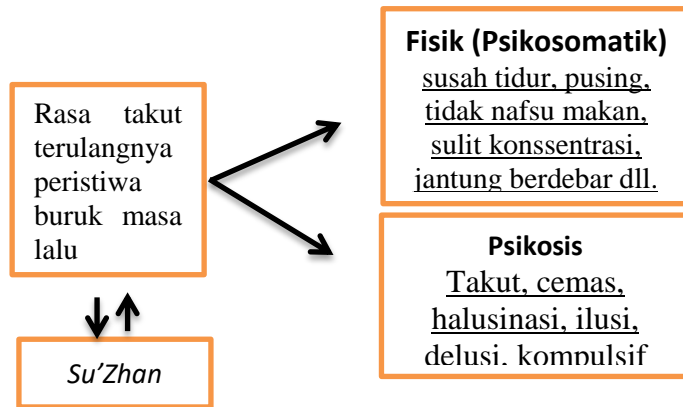 Rasa takut
terulangnya
peristiwa
buruk masa
lalu
Su’Zhan
Fisik (Psikosomatik)
susah tidur, pusing,
tidak nafsu makan,
sulit konssentrasi,
jantung berdebar dll.
Psikosis
Takut, cemas,
halusinasi, ilusi,
delusi, kompulsif